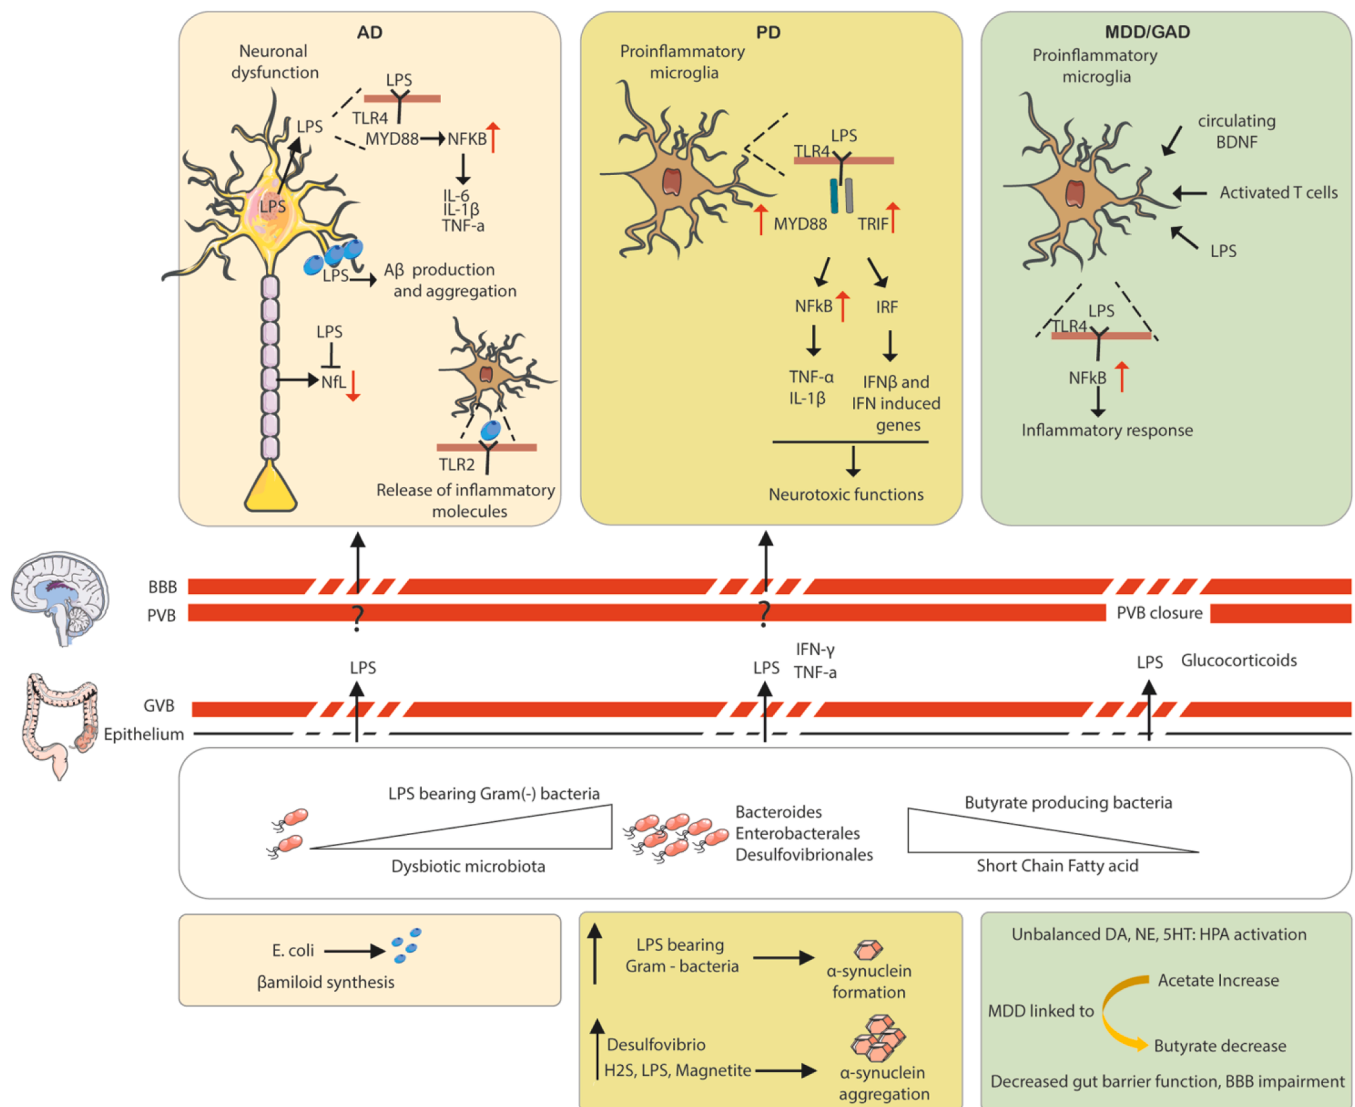 AD
Neuronal
dysfunction
LPS
LPS
LPS
TLR4
MYD88
NFKB
IL-6
IL-1β
TNF-a
LPS
Aβ production
and aggregation
LPS
NfL
TLR2
Release of inflammatory
molecules
PD
Proinflammatory
microglia
LPS
TLR4
MYD88
TRIF
NFkB
IRF
TNF-α
IL-1β
IFNβ and
IFN induced
genes
Neurotoxic functions
MDD/GAD
Proinflammatory
microglia
circulating
BDNF
Activated T cells
LPS
LPS
TLR4
NFkB
Inflammatory response
BBB
PVB
?
?
PVB closure
LPS
LPS
IFN-γ
TNF-a
LPS
Glucocorticoids
GVB
Epithelium
LPS bearing Gram(-) bacteria
Dysbiotic microbiota
Bacteroides
Enterobacterales
Desulfovibrionales
Butyrate producing bacteria
Short Chain Fatty acid
E. coli
βamiloid synthesis
LPS bearing
Gram - bacteria
α-synuclein
formation
Desulfovibrio
H2S, LPS, Magnetite
α-synuclein
aggregation
Unbalanced DA, NE, 5HT: HPA activation
Acetate Increase
MDD linked to
Butyrate decrease
Decreased gut barrier function, BBB impairment